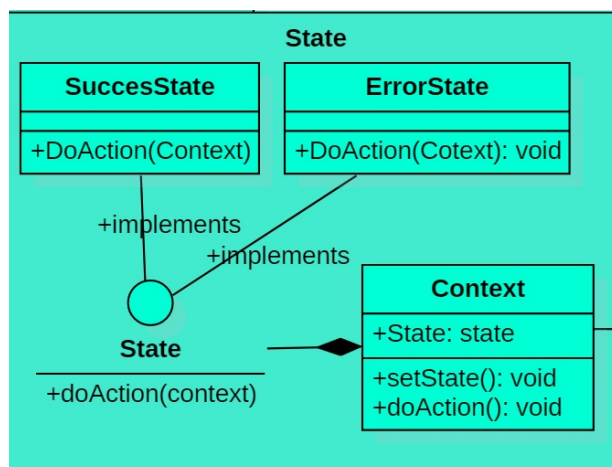 State
SuccesState
+DoAction(Context)
ErrorState
+DoAction(Cotext): void
+implements
+implements
State
+doAction(context)
Context
+State: state
+setState(): void
+doAction(): void